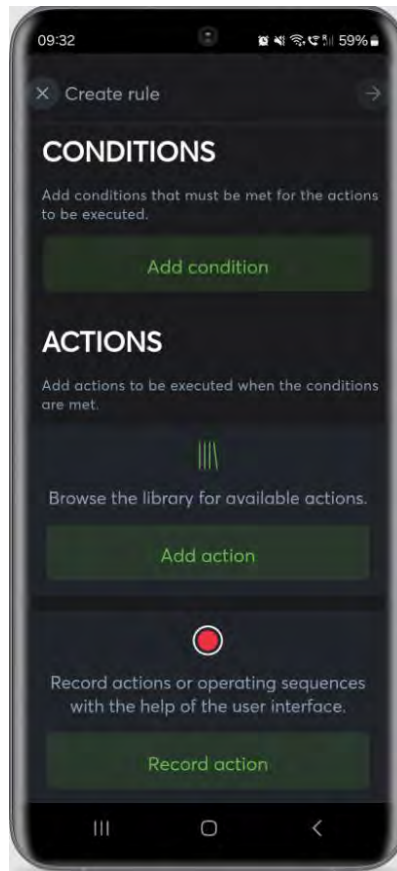 09:32
59%
Create rule
CONDITIONS
Add conditions that must be met for the actions
to be executed.
Add condition
ACTIONS
Add actions to be executed when the conditions
are met.
Browse the library for available actions.
Add action
Record actions or operating sequences
with the help of the user interface.
Record action